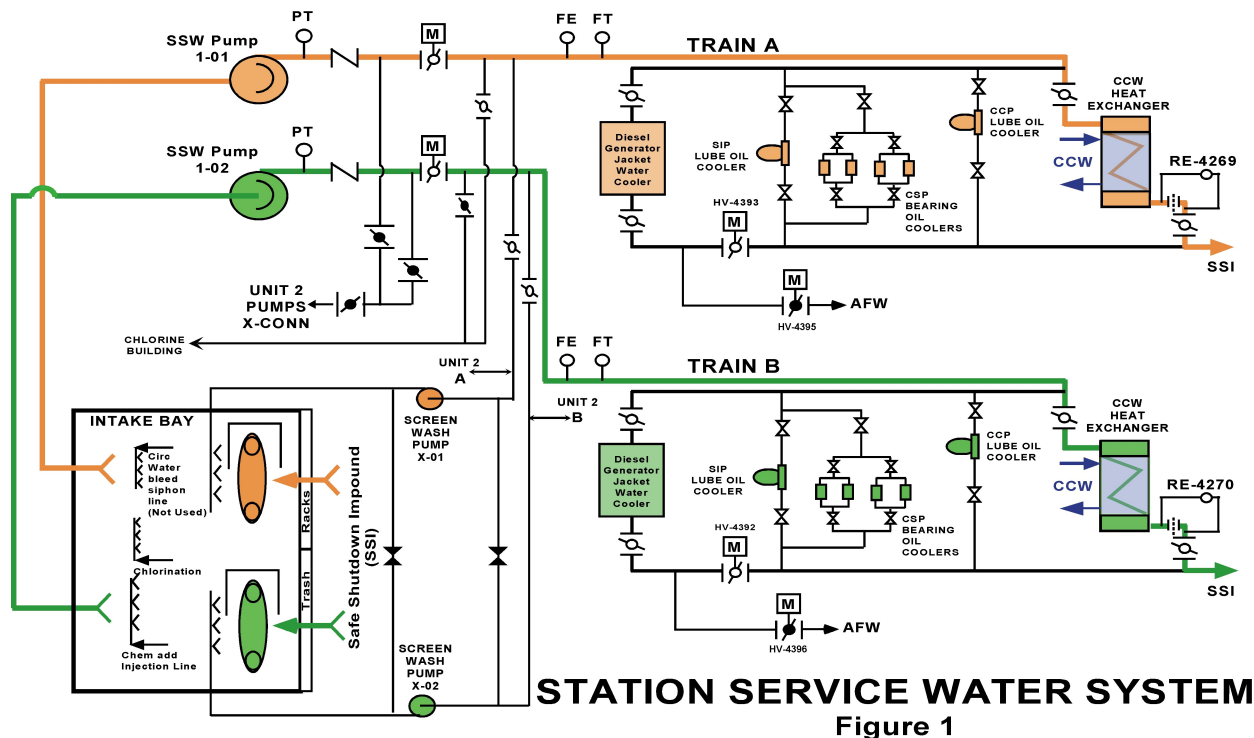 PT
FE
FT
SSW Pump
1-01
M
TRAIN A
SSW Pump
1-02
PT
M
Diesel
Generator
Jacket
Water
Cooler
SIP
LUBE OIL
COOLER
CSP
BEARING
OIL
COOLERS
CCP
LUBE OIL
COOLER
CCW
HEAT
EXCHANGER
CCW
RE-4269
HV-4393
M
SSI
M
HV-4395
AFW
UNIT 2
PUMPS
X-CONN
CHLORINE
BUILDING
UNIT 2
A
UNIT 2
B
FE
FT
TRAIN B
Diesel
Generator
Jacket
Water
Cooler
SIP
LUBE OIL
COOLER
CSP
BEARING
OIL
COOLERS
CCP
LUBE OIL
COOLER
CCW
HEAT
EXCHANGER
CCW
RE-4270
HV-4392
M
SSI
M
HV-4396
AFW
INTAKE BAY
Circ
Water
bleed
siphon
line
(Not Used)
Chlorination
Chem add
Injection Line
Trash
Racks
Safe Shutdown Impound
(SSI)
SCREEN
WASH
PUMP
X-01
SCREEN
WASH
PUMP
X-02
STATION SERVICE WATER SYSTEM
Figure 1